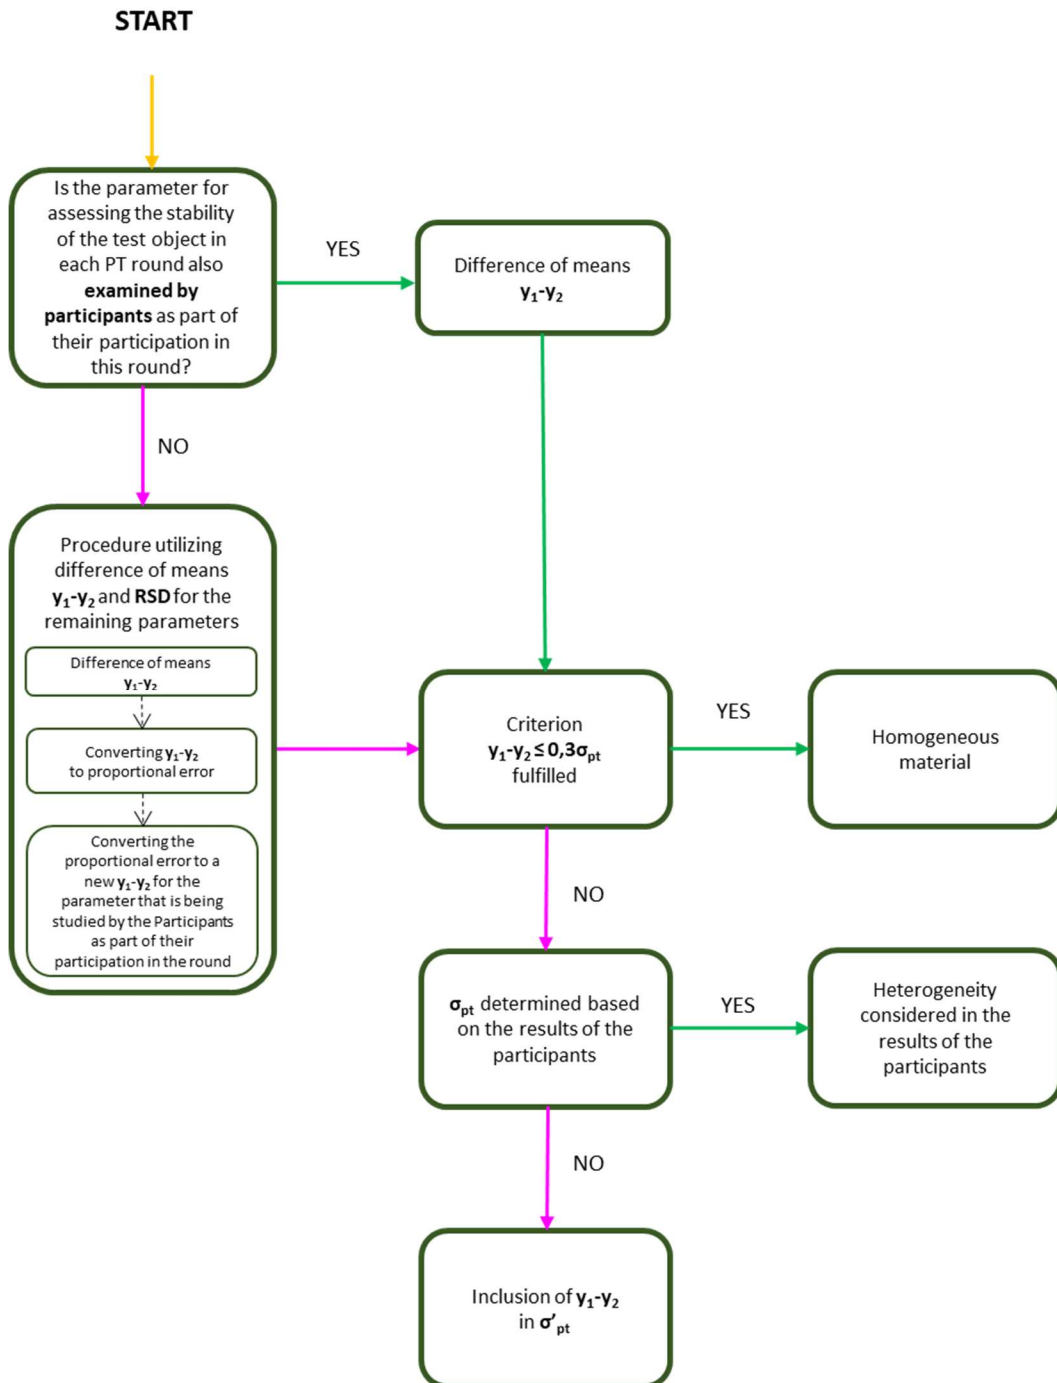 START
Is the parameter for
assessing the stability
of the test object in
each PT round also
examined by
participants as part of
their participation in
this round?
YES
Difference of means
y₁-y₂
NO
Procedure utilizing
difference of means
y₁-y₂ and RSD for the
remaining parameters
Difference of means
y₁-y₂
Converting y₁-y₂
to proportional error
Converting the
proportional error to a
new y₁-y₂ for the
parameter that is being
studied by the Participants
as part of their
participation in the round
Criterion
y₁-y₂ ≤ 0,3σpt
fulfilled
YES
Homogeneous
material
NO
σpt determined based
on the results of the
participants
YES
Heterogeneity
considered in the
results of the
participants
NO
Inclusion of y₁-y₂
in σ'pt